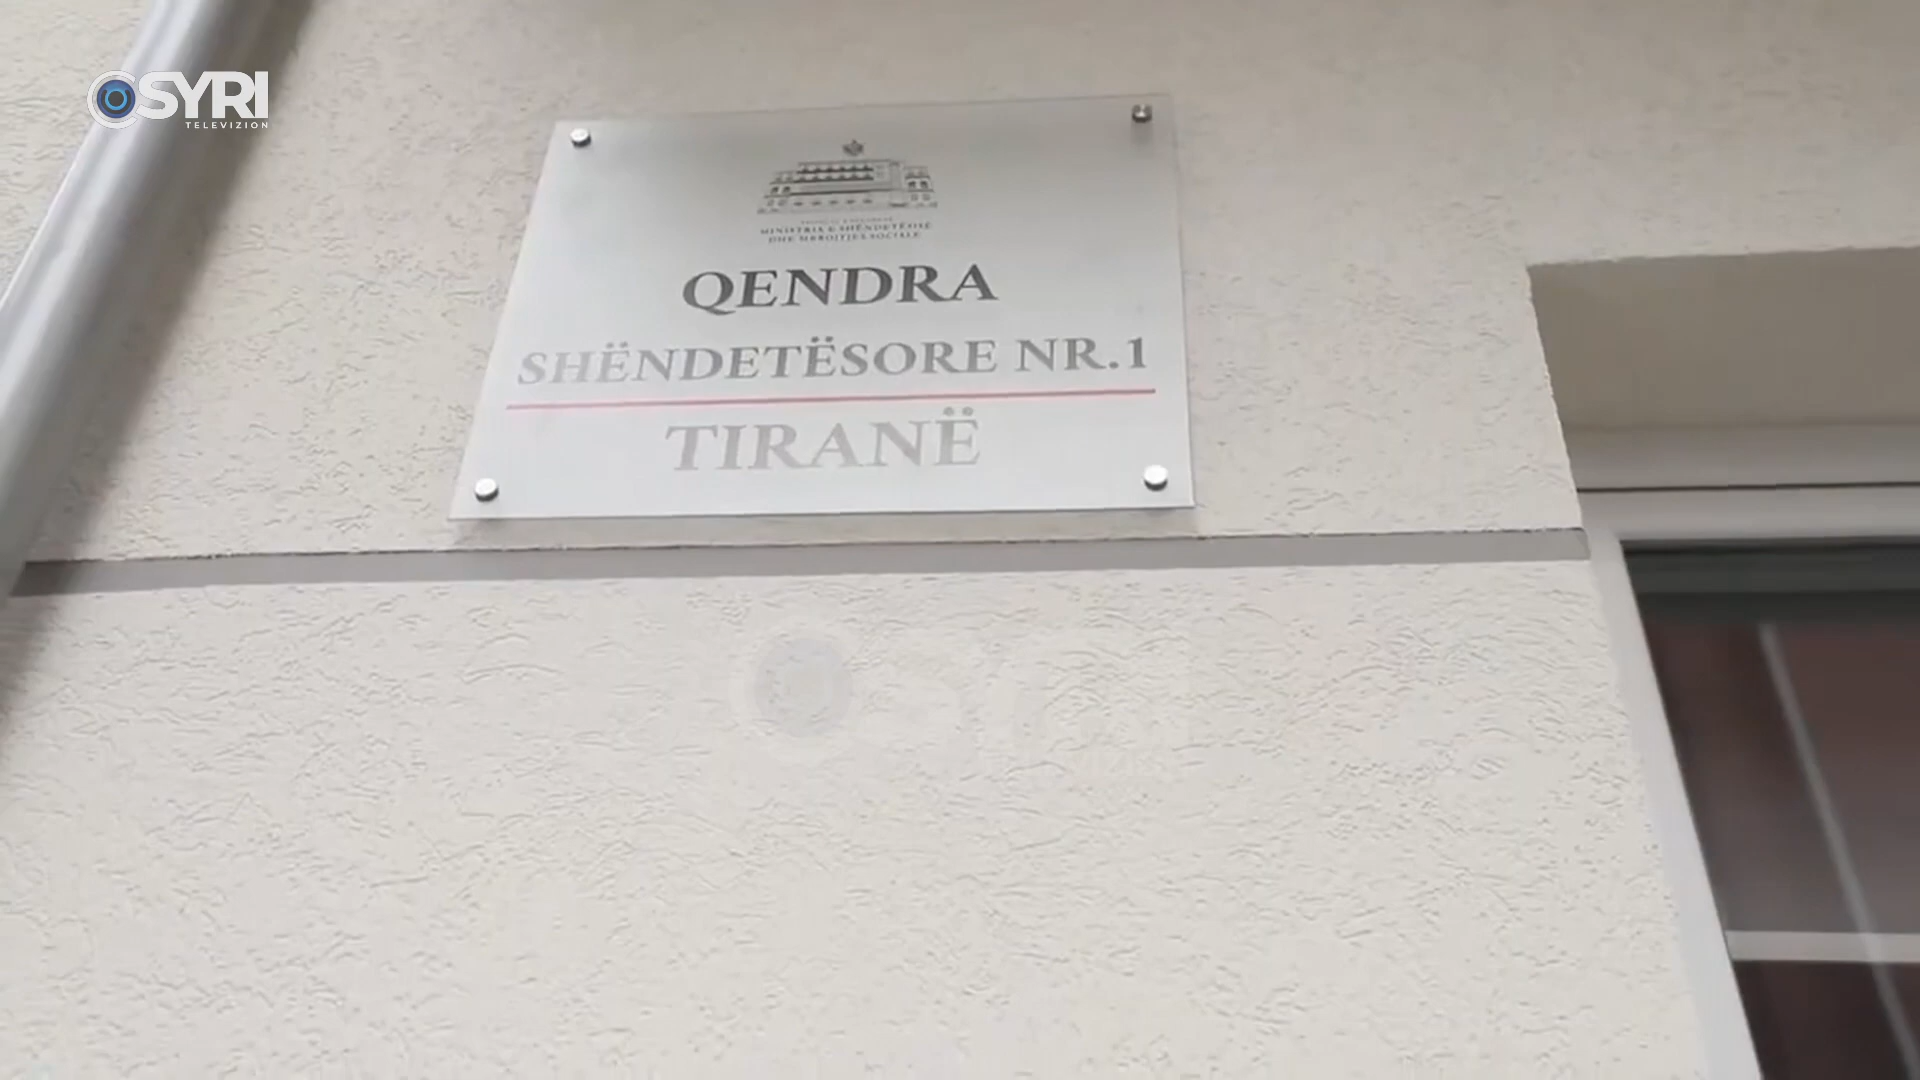 SYRI
TELEVIZION
MINISTRIA E SHËNDETËSISË
DHE MBROJTJES SOCIALE
QENDRA
SHËNDETËSORE NR.1
TIRANË